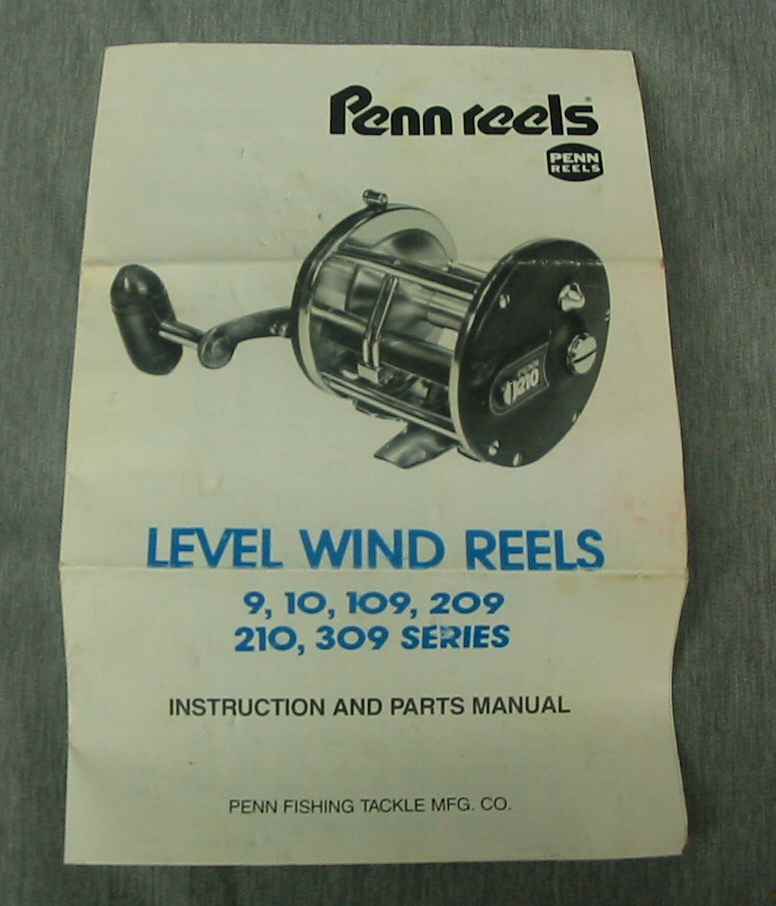 Penn reels
PENN
REELS
PENN
210
LEVEL WIND REELS
9, 10, 109, 209
210, 309 SERIES
INSTRUCTION AND PARTS MANUAL
PENN FISHING TACKLE MFG. CO.